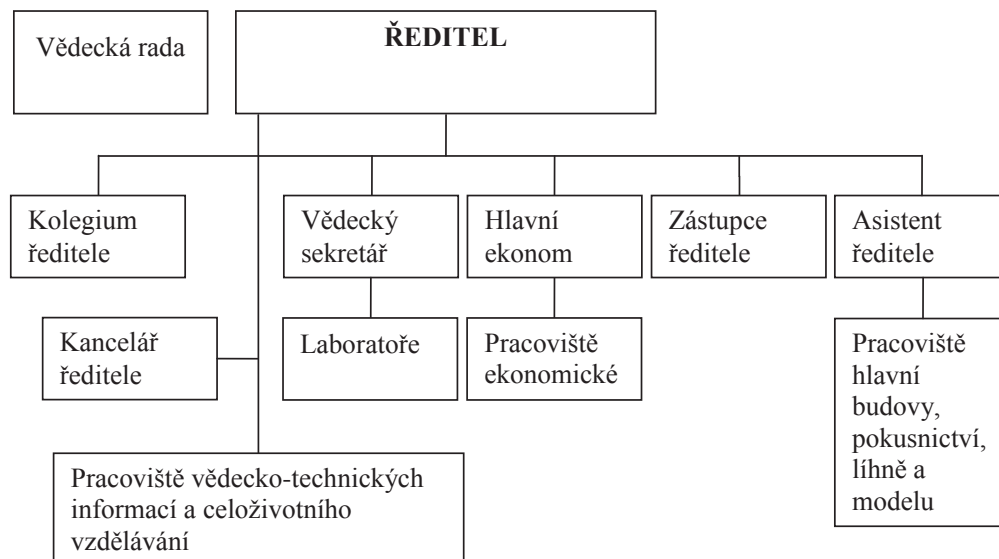 Vědecká rada
ŘEDITEL
Kolegium
ředitele
Vědecký
sekretář
Hlavní
ekonom
Zástupce
ředitele
Asistent
ředitele
Kancelář
ředitele
Laboratoře
Pracoviště
ekonomické
Pracoviště
hlavní
budovy,
pokusnictví,
líhně a
modelu
Pracoviště vědecko-technických
informací a celoživotního
vzdělávání